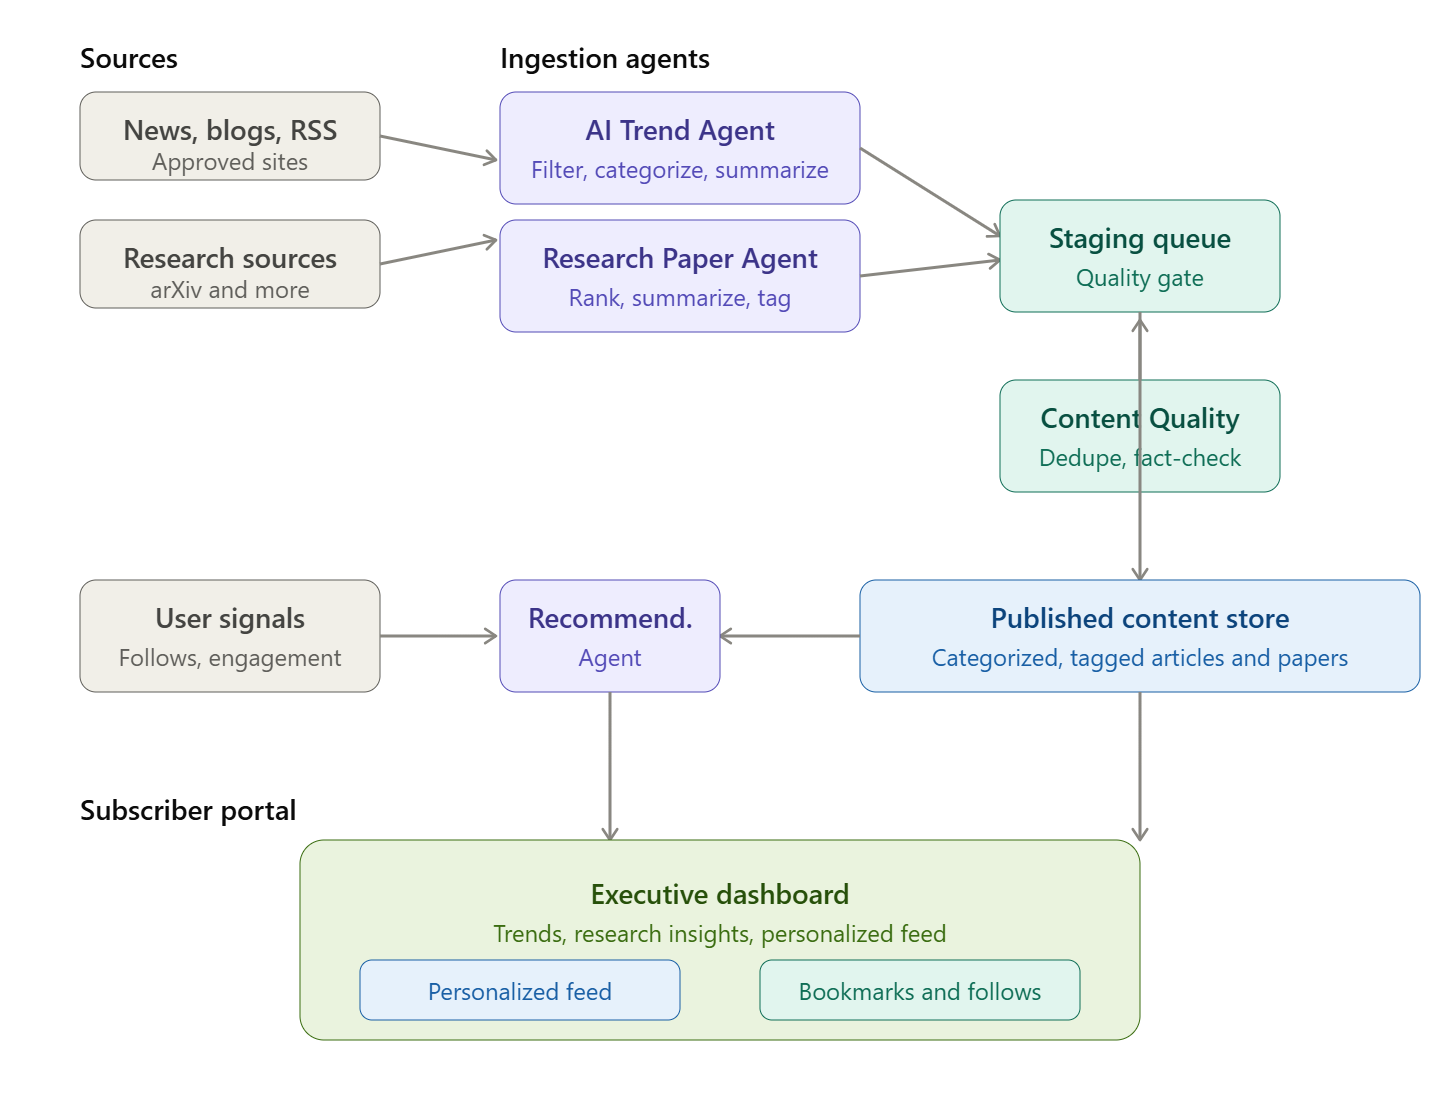 Sources
Ingestion agents
News, blogs, RSS
Approved sites
AI Trend Agent
Filter, categorize, summarize
Research sources
arXiv and more
Research Paper Agent
Rank, summarize, tag
Staging queue
Quality gate
Content Quality
Dedupe, fact-check
User signals
Follows, engagement
Recommend.
Agent
Published content store
Categorized, tagged articles and papers
Subscriber portal
Executive dashboard
Trends, research insights, personalized feed
Personalized feed
Bookmarks and follows